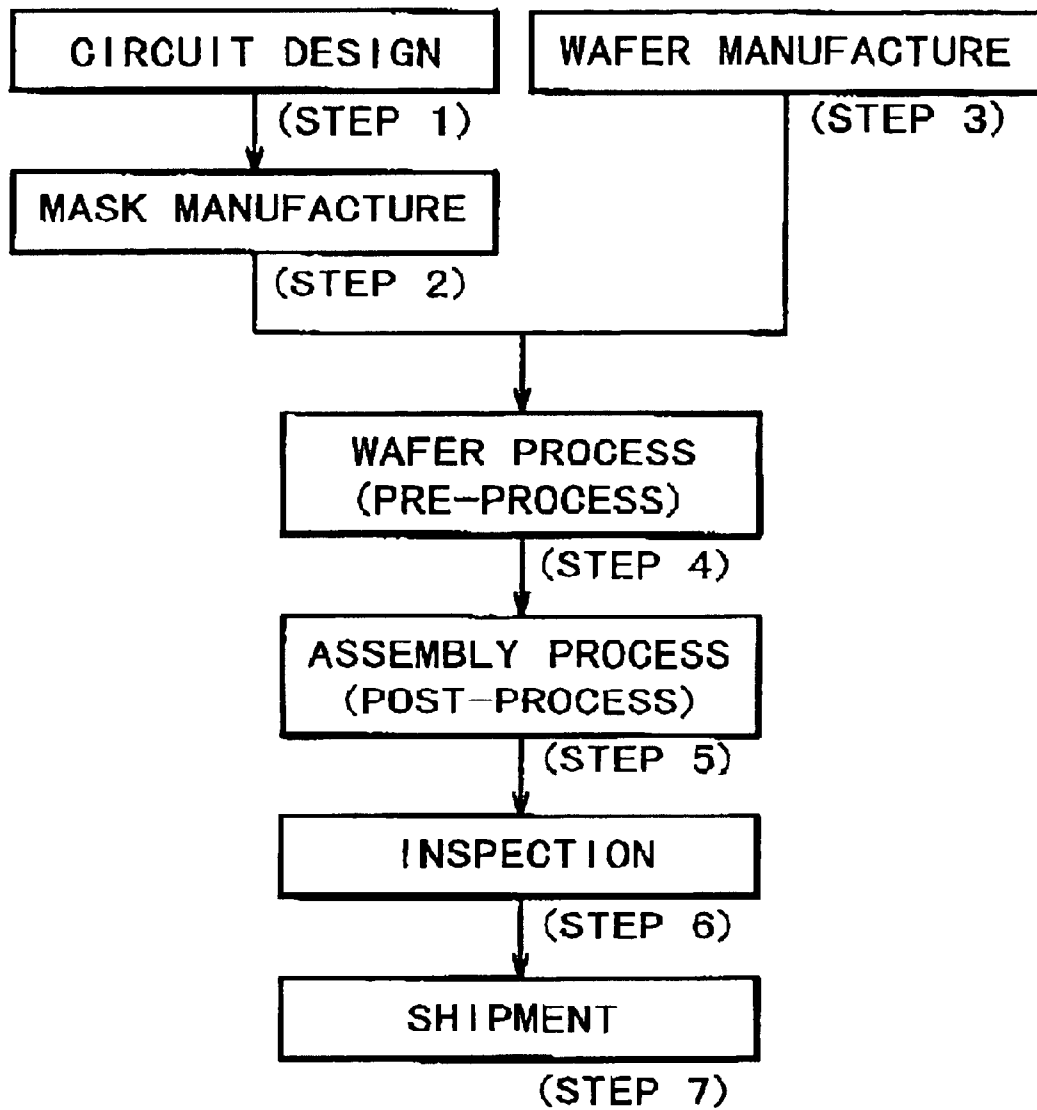 CIRCUIT DESIGN
(STEP 1)
WAFER MANUFACTURE
(STEP 3)
MASK MANUFACTURE
(STEP 2)
WAFER PROCESS
(PRE-PROCESS)
(STEP 4)
ASSEMBLY PROCESS
(POST-PROCESS)
(STEP 5)
INSPECTION
(STEP 6)
SHIPMENT
(STEP 7)